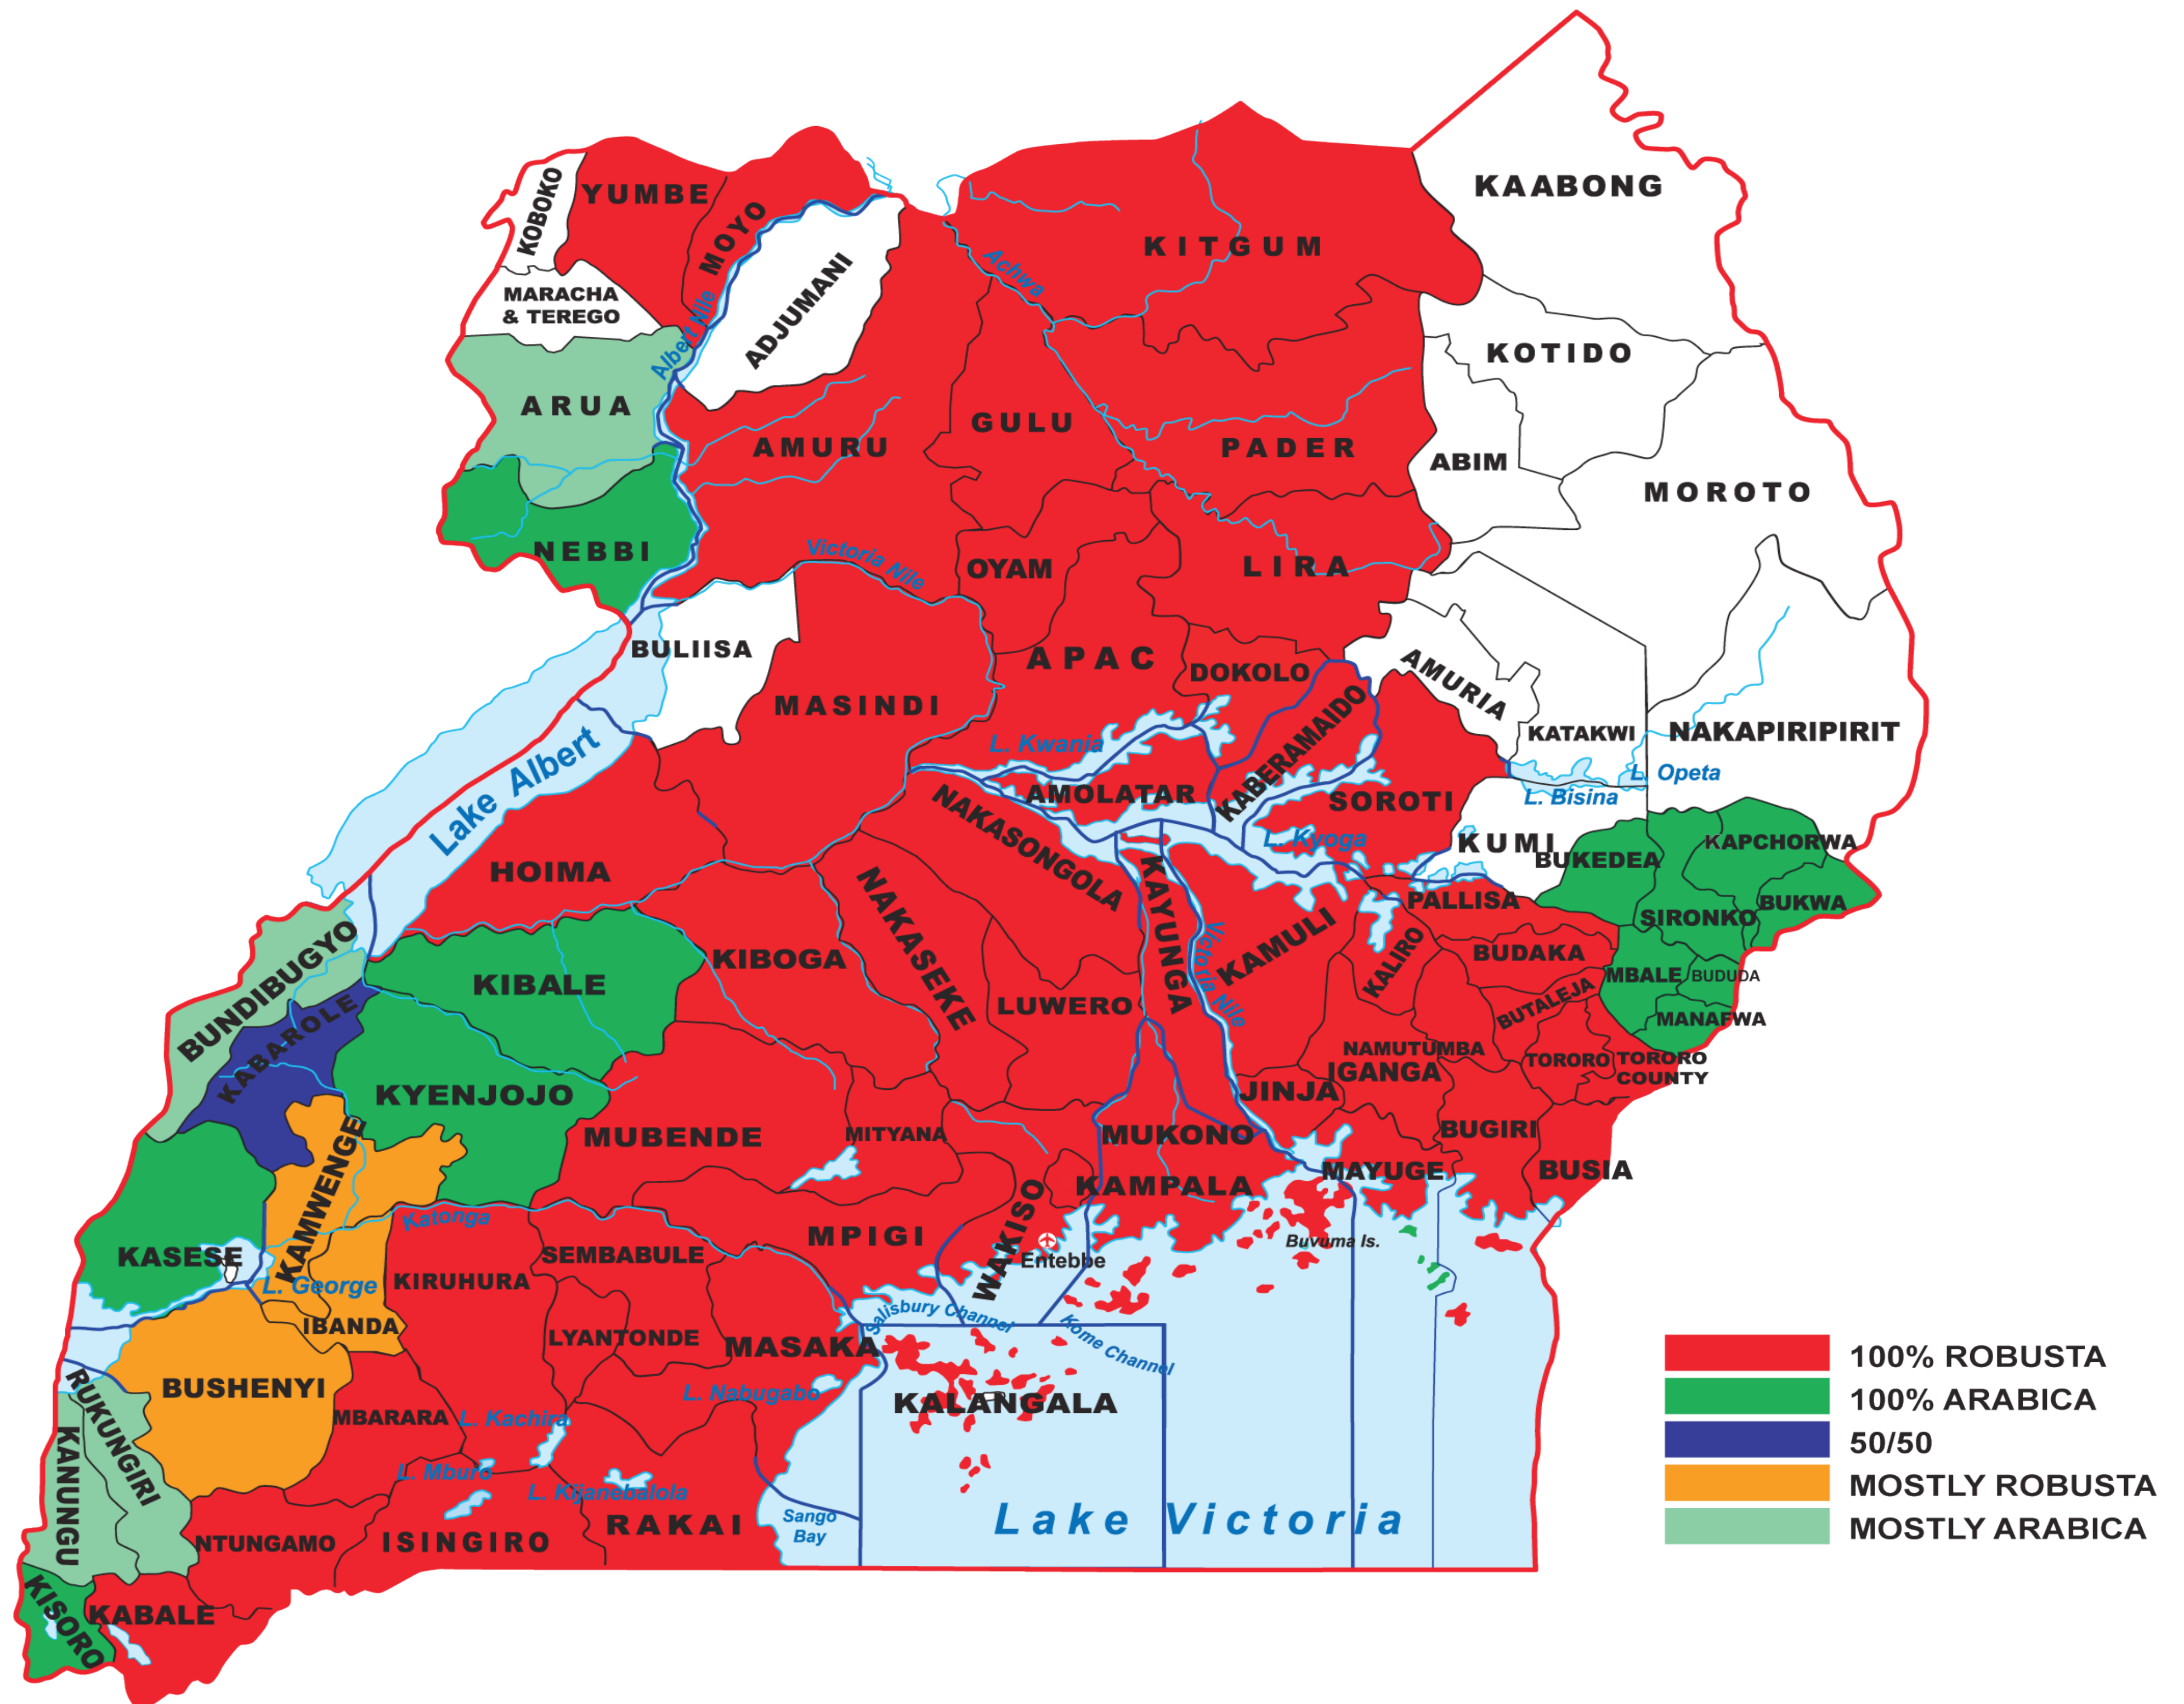 KOBOKO
YUMBE
MOYO
KAABONG
KITGUM
MARACHA
& TEREGO
Albert Nile
ADJUMANI
Achwa
KOTIDO
ARUA
GULU
AMURU
PADER
ABIM
MOROTO
NEBBI
Victoria Nile
OYAM
LIRA
BULIISA
APAC
DOKOLO
AMURIA
MASINDI
KATAKWI
NAKAPIRIPIRIT
L. Kwania
KABERAMAIDO
Lake Albert
L. Opeta
AMOLATAR
SOROTI
L. Bisina
NAKASONGOLA
L. Kyoga
KUMI
KAPCHORWA
BUKEDEA
HOIMA
KAYUNGA
NAKASEKE
PALLISA
BUKWA
SIRONKO
KAMULI
KALIRO
BUDAKA
BUNDIBUGYO
KIBOGA
KIBALE
Victoria Nile
MBALE
BUDUDA
LUWERO
BUTALEJA
MANAFWA
KABAROLE
NAMUTUMBA
IGANGA
TORORO
TORORO
COUNTY
KYENJOJO
JINJA
MUBENDE
MITYANA
MUKONO
BUGIRI
KAMWENGE
KAMPALA
MAYUGE
BUSIA
Katonga
WAKISO
MPIGI
Buvuma Is.
KASESE
SEMBABULE
Entebbe
L. George
KIRUHURA
IBANDA
Salisbury Channel
Kome Channel
LYANTONDE
MASAKA
BUSHENYI
RUKUNGIRI
L. Nabugabo
KALANGALA
MBARARA
L. Kachira
KANUNGU
L. Mburo
L. Kijanebalola
RAKAI
Sango
Bay
Lake Victoria
NTUNGAMO
ISINGIRO
KISORO
KABALE
100% ROBUSTA
100% ARABICA
50/50
MOSTLY ROBUSTA
MOSTLY ARABICA